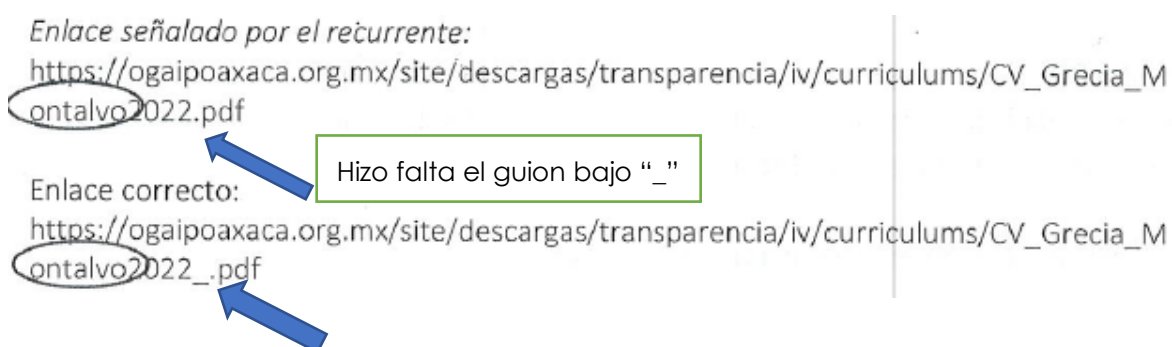 Enlace señalado por el recurrente:
https://ogaipoaxaca.org.mx/site/descargas/transparencia/iv/curriculums/CV_Grecia_M
ontalvo2022.pdf
Hizo falta el guion bajo “_”
Enlace correcto:
https://ogaipoaxaca.org.mx/site/descargas/transparencia/iv/curriculums/CV_Grecia_M
ontalvo2022_.pdf